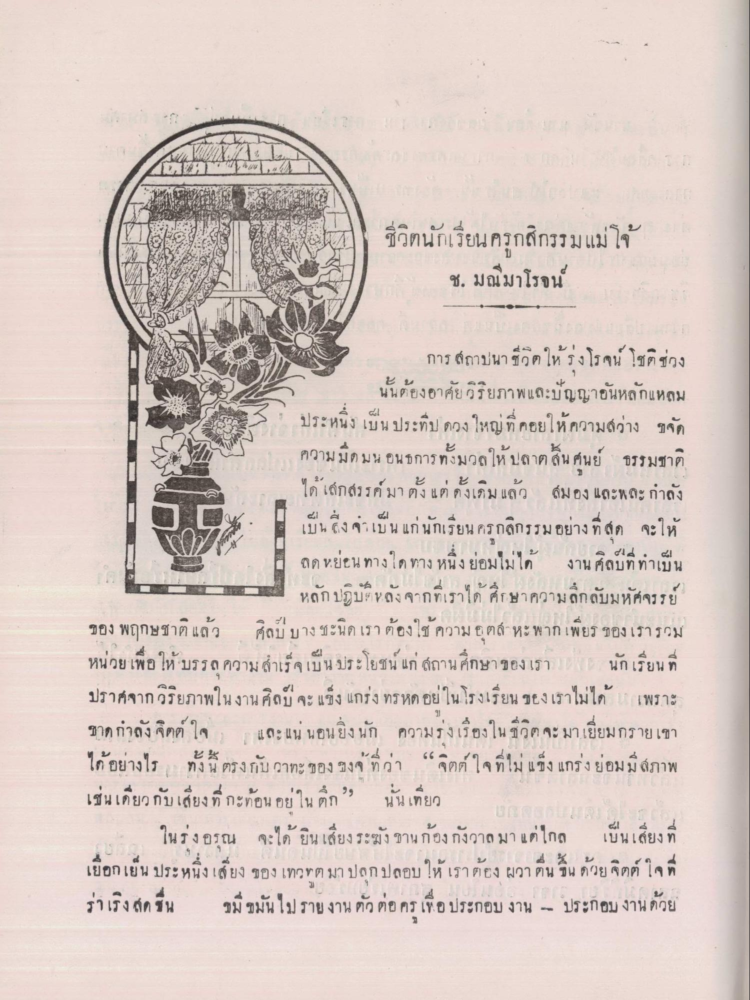 ชีวิตนักเรียนครูกสิกรรมแม่โจ้
ช. มณีมาโรจน์
การสถาปนาชีวิตให้รุ่งโรจน์ โชติช่วง
นั้นต้องอาศัยวิริยภาพและปัญญาอันหลักแหลม
ประหนึ่งเป็นประทีปดวงใหญ่ที่คอยให้ความสว่าง ขจัด
ความมืดมนอนธการทั้งมวลให้ปลาตสิ้นศูนย์ ธรรมชาติ
ได้เสกสรรค์มาตั้งแต่ดั้งเดิมแล้ว สมองและพละกำลัง
เป็นสิ่งจำเป็นแก่นักเรียนครูกสิกรรมอย่างที่สุด จะให้
ลดหย่อนทางใดทางหนึ่งย่อมไม่ได้ งานศิลป์ที่ทำเป็น
หลักปฏิบัติหลังจากที่เราได้ศึกษาความลึกลับมหัศจรรย์
ของพฤกษชาติแล้ว ศิลป์บางชะนิดเราต้องใช้ความอุตสาหะพากเพียรของเรารวม
หน่วยเพื่อให้บรรลุความสำเร็จเป็นประโยชน์แก่สถานศึกษาของเรา นักเรียนที่
ปราศจากวิริยภาพในงานศิลป์จะแข็งแกร่งทรหดอยู่ในโรงเรียนของเราไม่ได้ เพราะ
ขาดกำลังจิตต์ใจ และแน่นอนยิ่งนัก ความรุ่งเรืองในชีวิตจะมาเยี่ยมกรายเขา
ได้อย่างไร ทั้งนี้ตรงกับวาทะของขงจู๊ที่ว่า “จิตต์ใจที่ไม่แข็งแกร่งย่อมมีสภาพ
เช่นเดียวกับเสียงที่กะท้อนอยู่ในตึก” นั่นเทียว
ในรุ่งอรุณ จะได้ยินเสียงระฆังขานก้องกังวาลมาแต่ไกล เป็นเสียงที่
เยือกเย็นประหนึ่งเสียงของเทวทูตมาปลุกปลอบให้เราต้องผวาตื่นขึ้นด้วยจิตต์ใจที่
ร่าเริงสดชื่น ขมีขมันไปรายงานตัวต่อครูเพื่อประกอบงาน – ประกอบงานด้วย